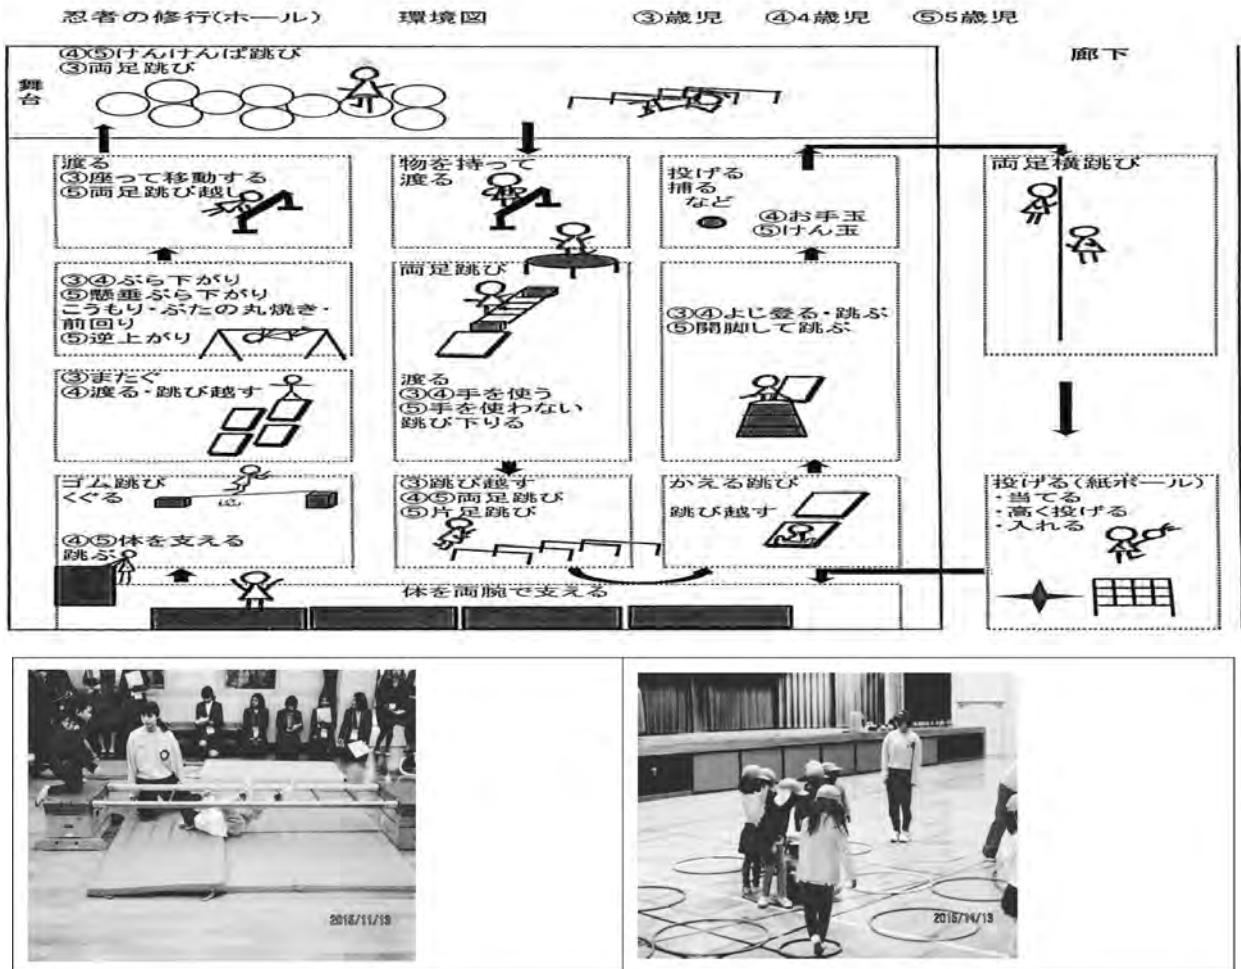 忍者の修行(ホール) 環境図 ③歳児 ④4歳児 ⑤5歳児
④⑤けんけんぱ跳び
③両足跳び
舞台
廊下
渡る
③座って移動する
⑤両足跳び越し
物を持って
渡る
投げる
捕る
など
④お手玉
⑤けん玉
両足横跳び
③④ぶら下がり
⑤懸垂ぶら下がり
こうもり・ぶたの丸焼き・
前回り
⑤逆上がり
両足跳び
渡る
③④手を使う
⑤手を使わない
跳び下りる
③④よじ登る・跳ぶ
⑤開脚して跳ぶ
③またぐ
④渡る・跳び越す
ゴム跳び
くぐる
④⑤体を支える
跳ぶ
③跳び越す
④⑤両足跳び
⑤片足跳び
かえる跳び
跳び越す
投げる(紙ボール)
・当てる
・高く投げる
・入れる
体を両腕で支える
2015/11/13